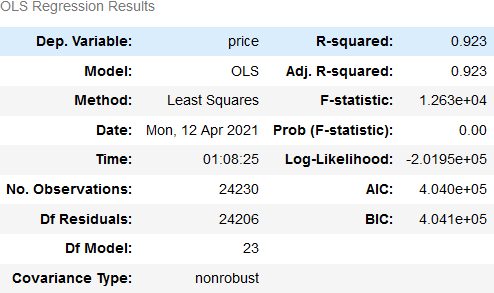 OLS Regression Results
Dep. Variable: price R-squared: 0.923
Model: OLS Adj. R-squared: 0.923
Method: Least Squares F-statistic: 1.263e+04
Date: Mon, 12 Apr 2021 Prob (F-statistic): 0.00
Time: 01:08:25 Log-Likelihood: -2.0195e+05
No. Observations: 24230 AIC: 4.040e+05
Df Residuals: 24206 BIC: 4.041e+05
Df Model: 23
Covariance Type: nonrobust